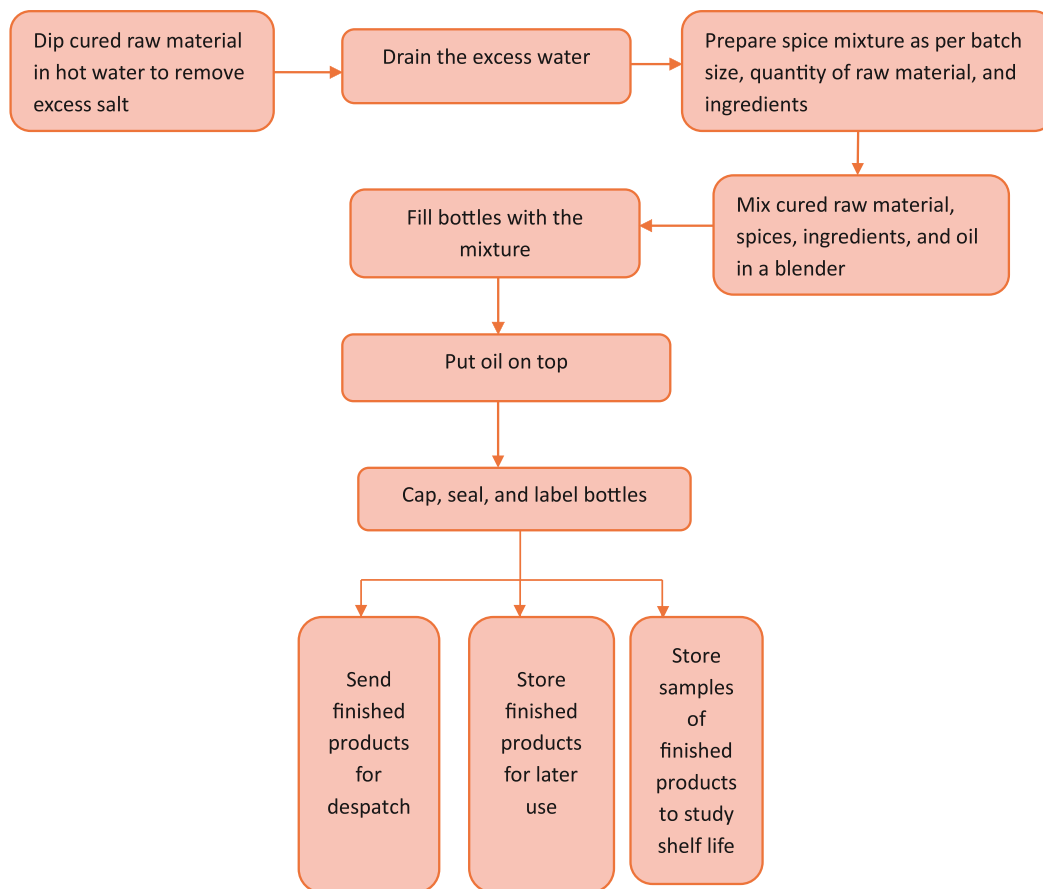 Dip cured raw material
in hot water to remove
excess salt
Drain the excess water
Prepare spice mixture as per batch
size, quantity of raw material, and
ingredients
Mix cured raw material,
spices, ingredients, and oil
in a blender
Fill bottles with the
mixture
Put oil on top
Cap, seal, and label bottles
Send
finished
products
for
despatch
Store
finished
products
for later
use
Store
samples
of
finished
products
to study
shelf life